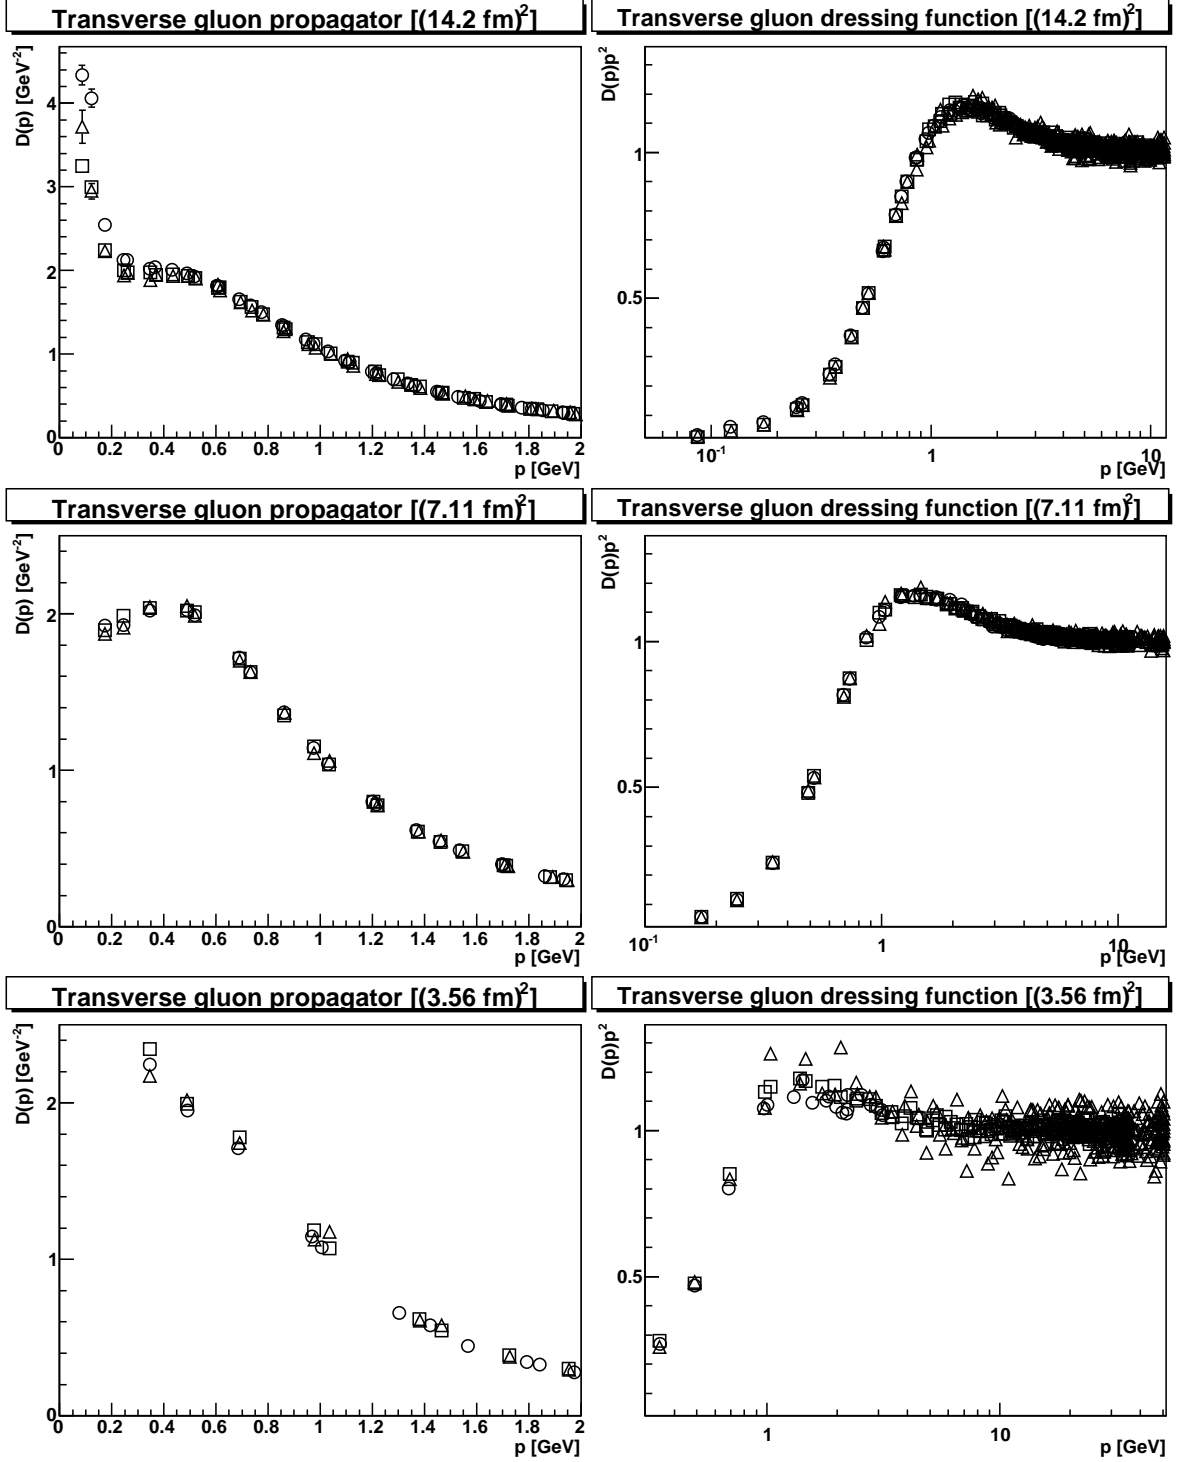 Transverse gluon propagator [(14.2 fm)²]
D(p) [GeV⁻²]
4
3
2
1
0
0 0.2 0.4 0.6 0.8 1 1.2 1.4 1.6 1.8 2
p [GeV]
Transverse gluon dressing function [(14.2 fm)²]
D(p)p²
1
0.5
10⁻¹ 1 10
p [GeV]
Transverse gluon propagator [(7.11 fm)²]
D(p) [GeV⁻²]
2
1
0
0 0.2 0.4 0.6 0.8 1 1.2 1.4 1.6 1.8 2
p [GeV]
Transverse gluon dressing function [(7.11 fm)²]
D(p)p²
1
0.5
10⁻¹ 1 10
p [GeV]
Transverse gluon propagator [(3.56 fm)²]
D(p) [GeV⁻²]
2
1
0
0 0.2 0.4 0.6 0.8 1 1.2 1.4 1.6 1.8 2
p [GeV]
Transverse gluon dressing function [(3.56 fm)²]
D(p)p²
1
0.5
1 10
p [GeV]